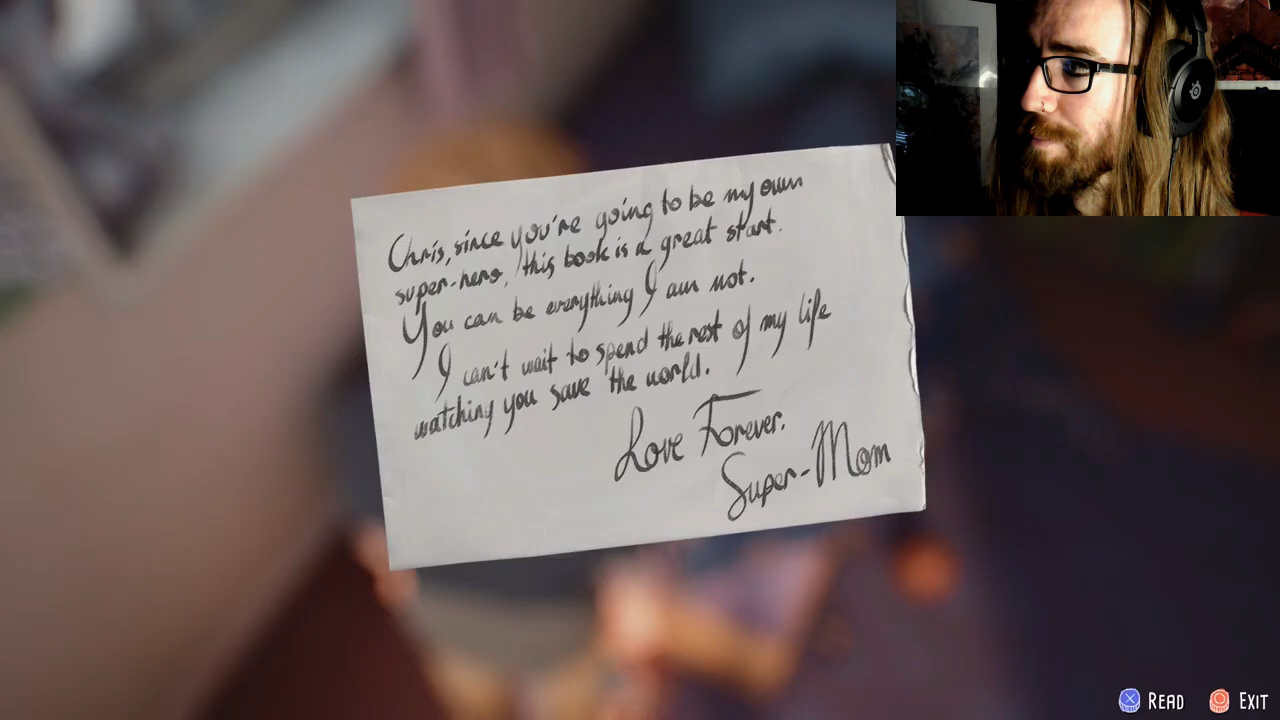 Chris, since you're going to be my own
super-hero, this book is a great start.
You can be everything I am not.
I can't wait to spend the rest of my life
watching you save the world.
Love Forever.
Super-Mom
READ EXIT